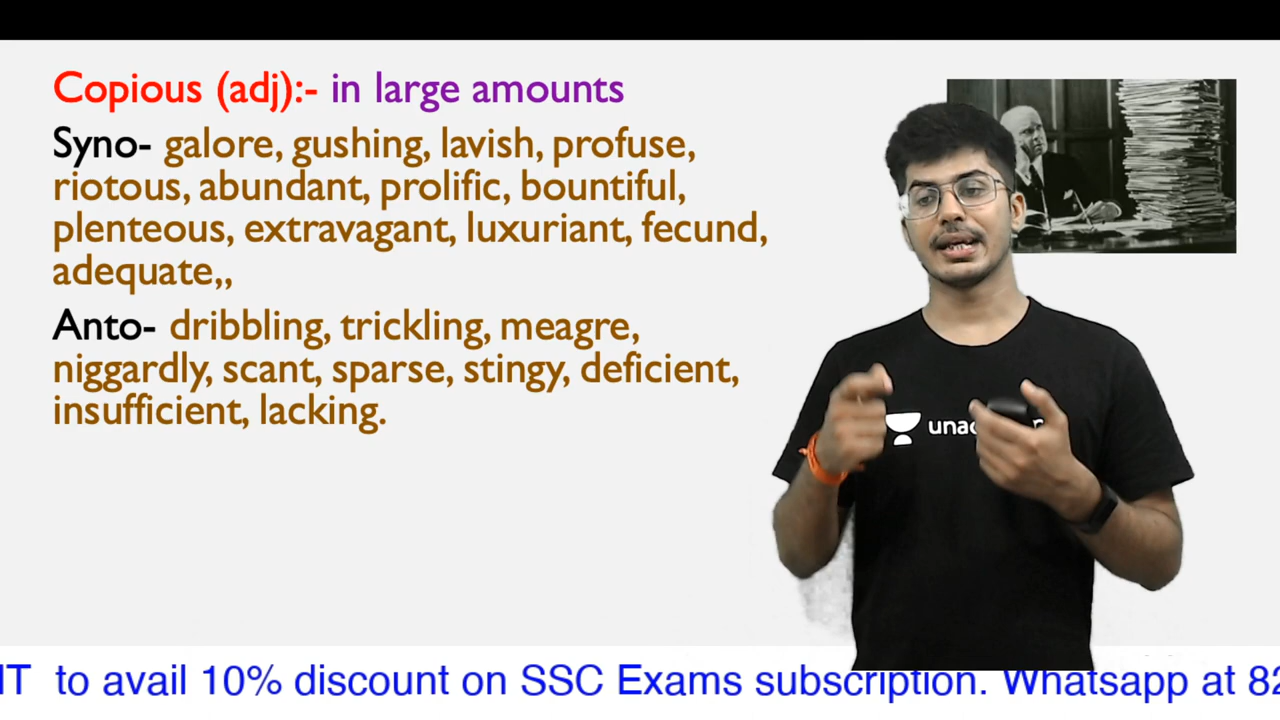 Copious (adj):- in large amounts
Syno- galore, gushing, lavish, profuse,
riotous, abundant, prolific, bountiful,
plenteous, extravagant, luxuriant, fecund,
adequate,,
Anto- dribbling, trickling, meagre,
niggardly, scant, sparse, stingy, deficient,
insufficient, lacking.
to avail 10% discount on SSC Exams subscription. Whatsapp at 82